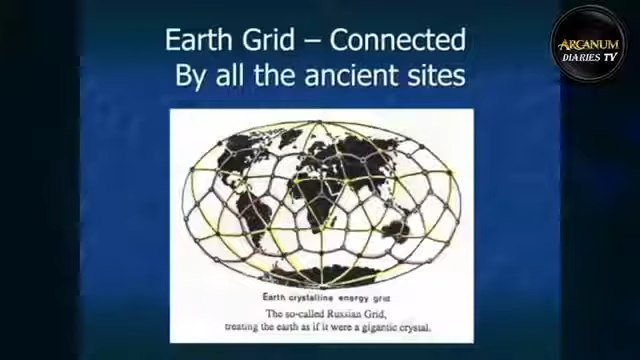 Earth Grid – Connected
By all the ancient sites
ARCANUM
DIARIES TV
Earth crystalline energy grid
The so-called Russian Grid,
treating the earth as if it were a gigantic crystal.